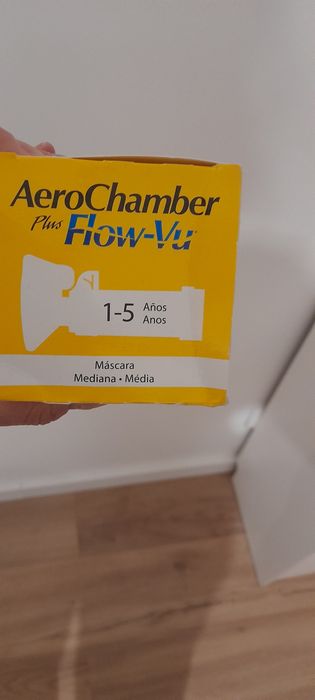 AeroChamber
Plus Flow-Vu
1-5 Años
Anos
Máscara
Mediana • Média